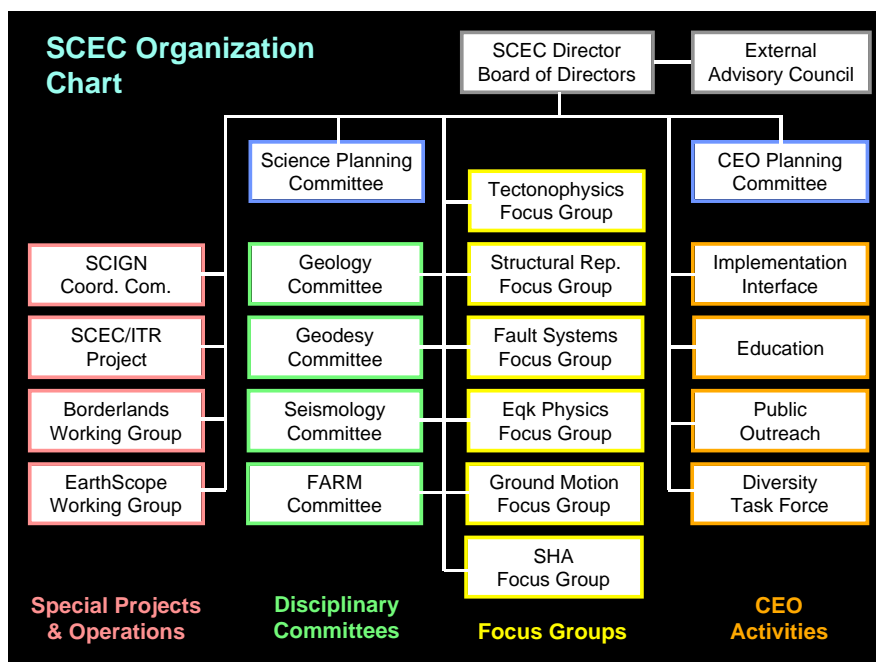 SCEC Organization
Chart
SCEC Director
Board of Directors
External
Advisory Council
Science Planning
Committee
CEO Planning
Committee
Tectonophysics
Focus Group
SCIGN
Coord. Com.
Geology
Committee
Structural Rep.
Focus Group
Implementation
Interface
SCEC/ITR
Project
Geodesy
Committee
Fault Systems
Focus Group
Education
Borderlands
Working Group
Seismology
Committee
Eqk Physics
Focus Group
Public
Outreach
EarthScope
Working Group
FARM
Committee
Ground Motion
Focus Group
Diversity
Task Force
SHA
Focus Group
Special Projects
& Operations
Disciplinary
Committees
Focus Groups
CEO
Activities